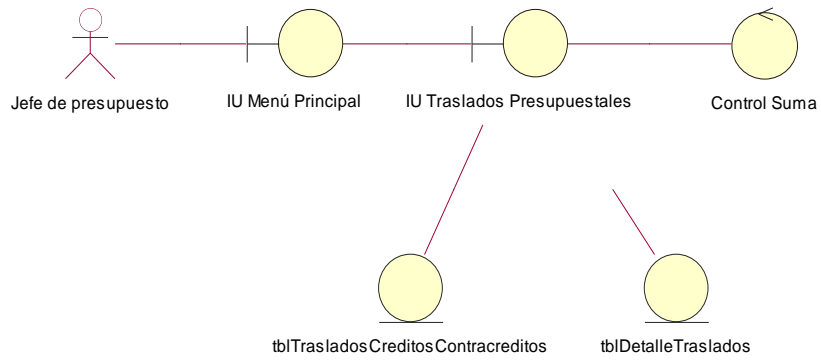 Jefe de presupuesto
IU Menú Principal
IU Traslados Presupuestales
Control Suma
tblTrasladosCreditosContracreditos
tblDetalleTraslados